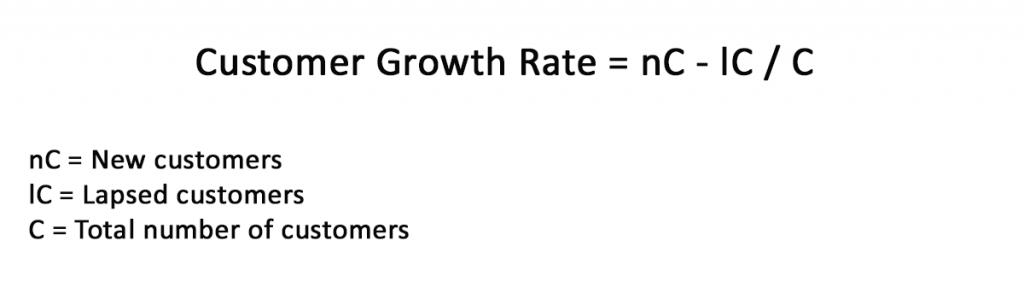 Customer Growth Rate = nC - lC / C
nC = New customers
lC = Lapsed customers
C = Total number of customers